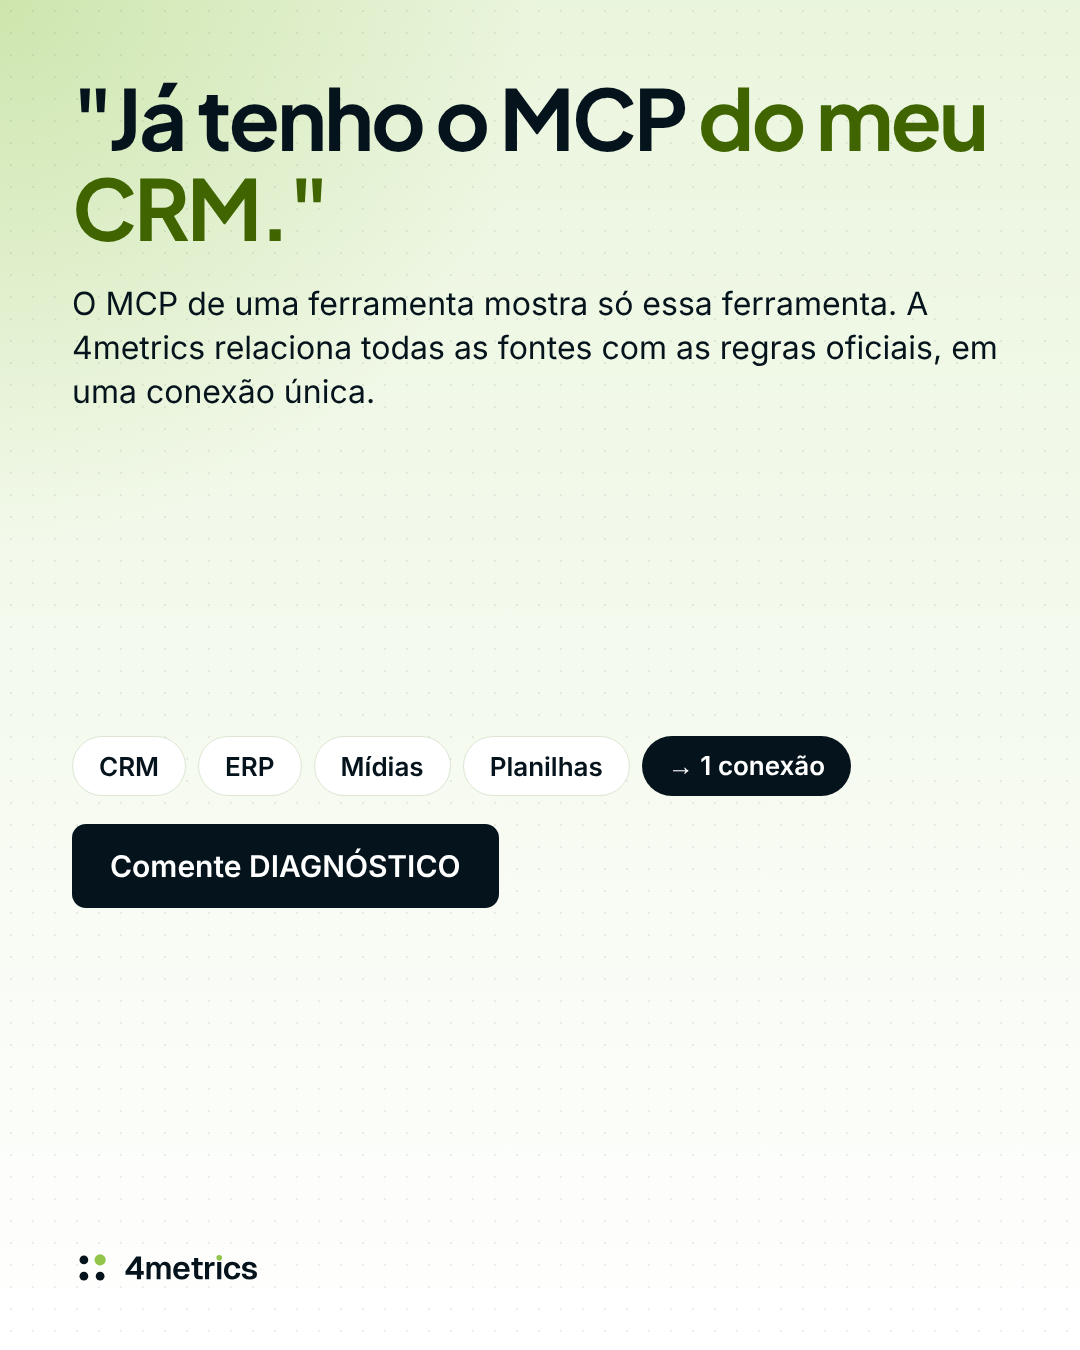 "Já tenho o MCP do meu
CRM."
O MCP de uma ferramenta mostra só essa ferramenta. A
4metrics relaciona todas as fontes com as regras oficiais, em
uma conexão única.
CRM ERP Mídias Planilhas → 1 conexão
Comente DIAGNÓSTICO
4metrics